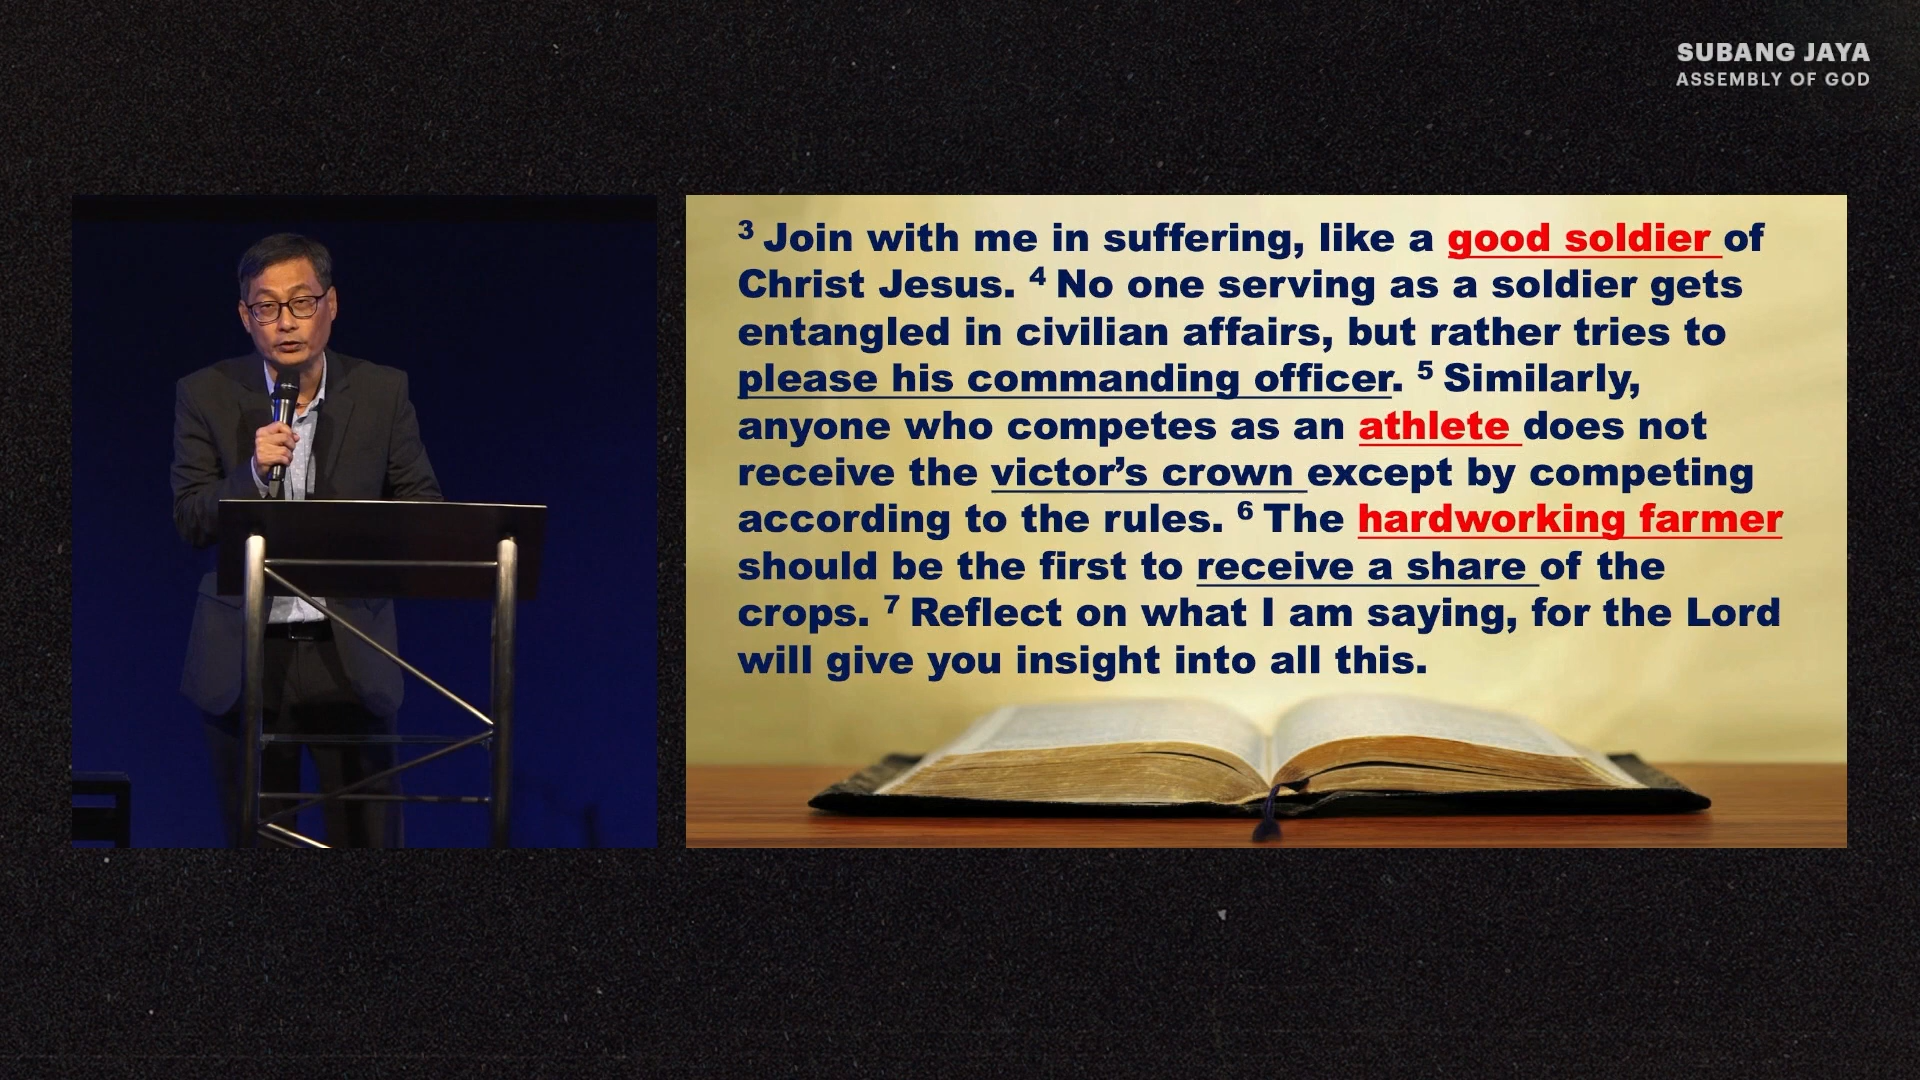 SUBANG JAYA
ASSEMBLY OF GOD
³ Join with me in suffering, like a good soldier of
Christ Jesus. ⁴ No one serving as a soldier gets
entangled in civilian affairs, but rather tries to
please his commanding officer. ⁵ Similarly,
anyone who competes as an athlete does not
receive the victor’s crown except by competing
according to the rules. ⁶ The hardworking farmer
should be the first to receive a share of the
crops. ⁷ Reflect on what I am saying, for the Lord
will give you insight into all this.